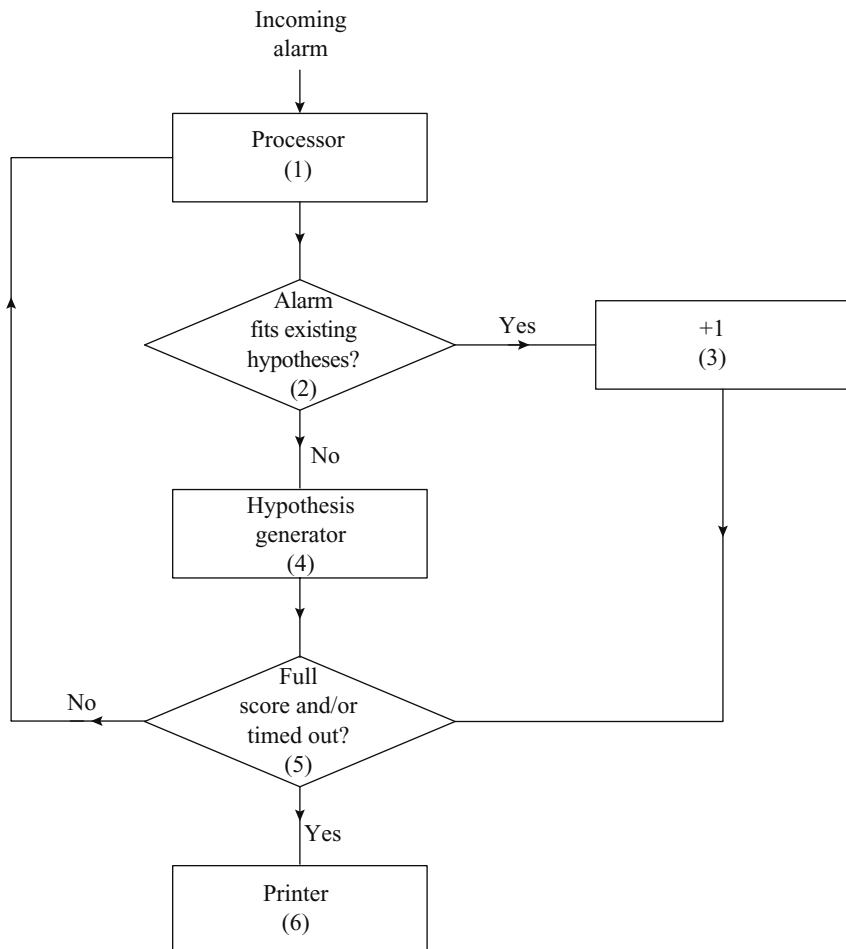 Incoming
alarm
Processor
(1)
Alarm
fits existing
hypotheses?
(2)
Yes
+1
(3)
No
Hypothesis
generator
(4)
Full
score and/or
timed out?
(5)
No
Yes
Printer
(6)